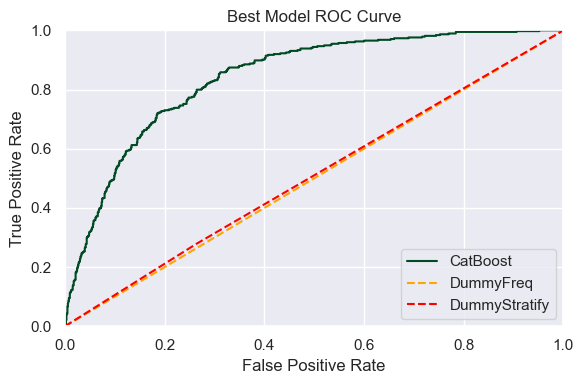 Best Model ROC Curve
True Positive Rate
1.0
0.8
0.6
0.4
0.2
0.0
CatBoost
DummyFreq
DummyStratify
0.0 0.2 0.4 0.6 0.8 1.0
False Positive Rate